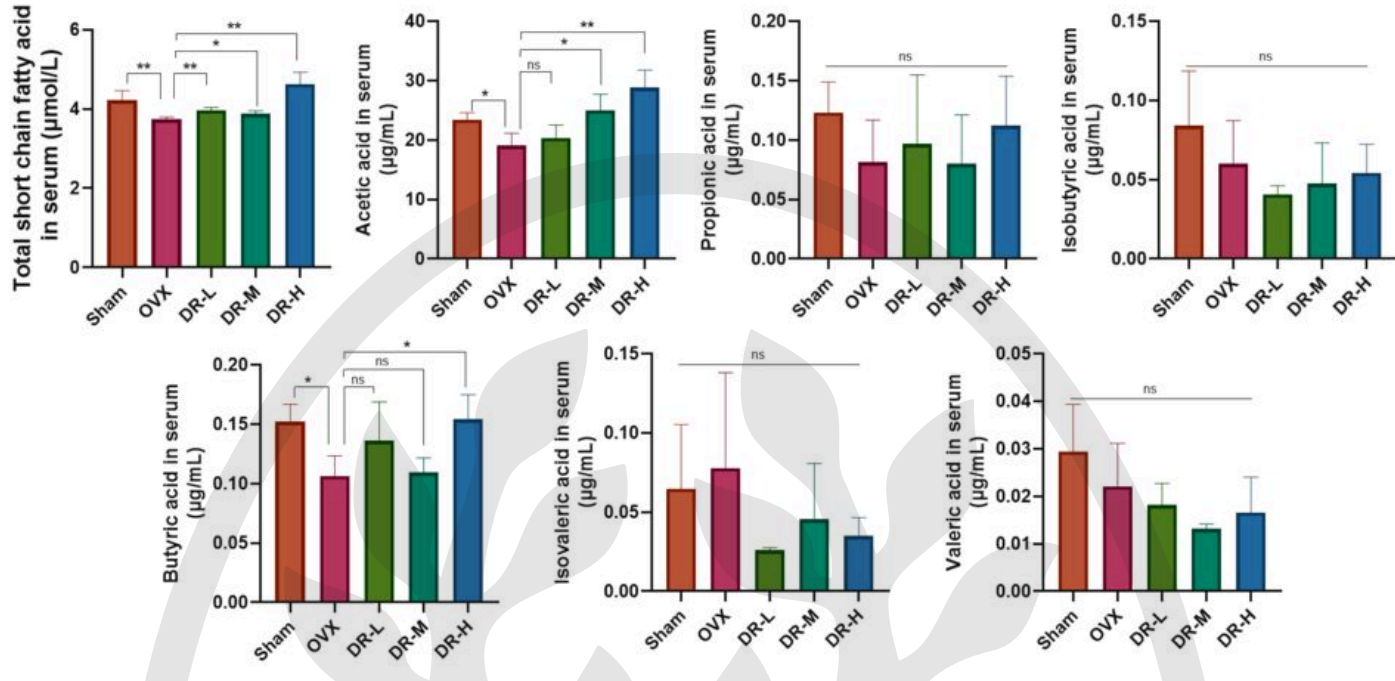 Total short chain fatty acid
in serum (μmol/L)
6
4
2
0
**
*
**
**
Sham
OVX
DR-L
DR-M
DR-H
Acetic acid in serum
(μg/mL)
40
30
20
10
0
**
*
ns
*
Sham
OVX
DR-L
DR-M
DR-H
Propionic acid in serum
(μg/mL)
0.20
0.15
0.10
0.05
0.00
ns
Sham
OVX
DR-L
DR-M
DR-H
Isobutyric acid in serum
(μg/mL)
0.15
0.10
0.05
0.00
ns
Sham
OVX
DR-L
DR-M
DR-H
Butyric acid in serum
(μg/mL)
0.20
0.15
0.10
0.05
0.00
*
ns
*
ns
Sham
OVX
DR-L
DR-M
DR-H
Isovaleric acid in serum
(μg/mL)
0.15
0.10
0.05
0.00
ns
Sham
OVX
DR-L
DR-M
DR-H
Valeric acid in serum
(μg/mL)
0.05
0.04
0.03
0.02
0.01
0.00
ns
Sham
OVX
DR-L
DR-M
DR-H